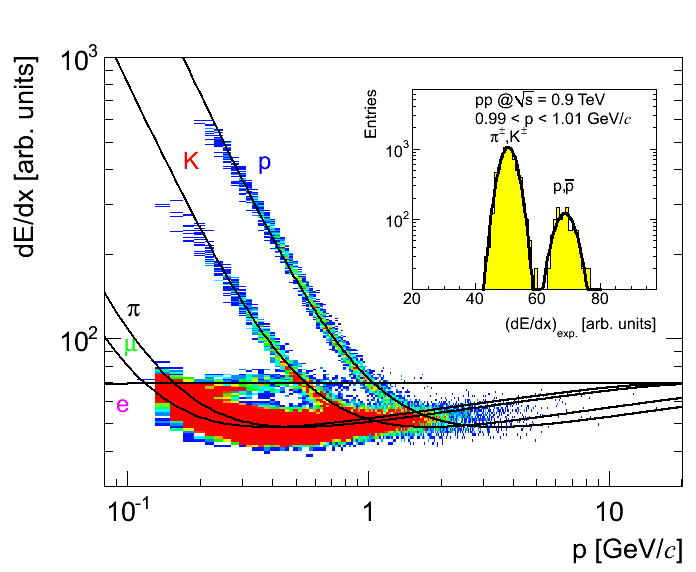 dE/dx [arb. units]
10³
10²
K
p
π
μ
e
Entries
10³
10²
pp @√s = 0.9 TeV
0.99 < p < 1.01 GeV/c
π±,K±
p,p̅
20 40 60 80
(dE/dx)exp. [arb. units]
10⁻¹ 1 10
p [GeV/c]